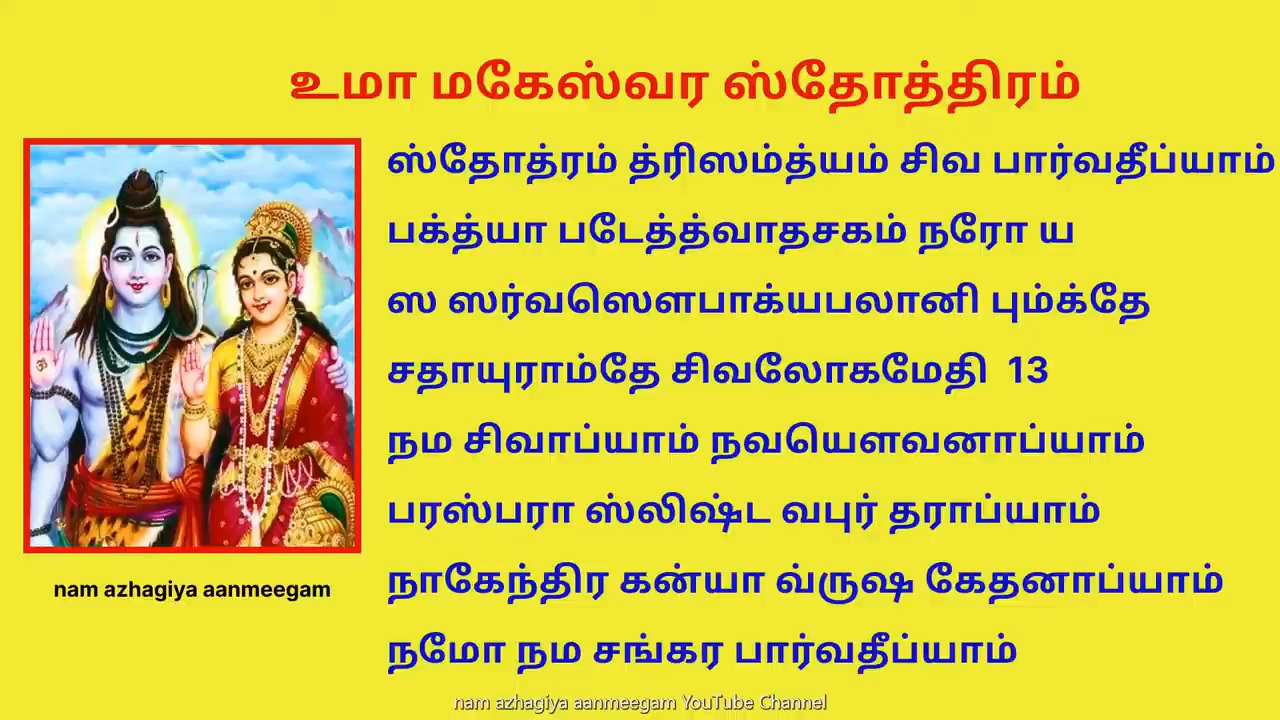 உமா மகேஸ்வர ஸ்தோத்திரம்
ஸ்தோத்ரம் த்ரிஸம்த்யம் சிவ பார்வதீப்யாம்
பக்த்யா படேத்த்வாதசகம் நரோ ய
ஸ ஸர்வஸௌபாக்யபலானி பும்க்தே
சதாயுராம்தே சிவலோகமேதி 13
நம சிவாப்யாம் நவயௌவனாப்யாம்
பரஸ்பரா ஸ்லிஷ்ட வபுர் தராப்யாம்
நாகேந்திர கன்யா வ்ருஷ கேதனாப்யாம்
நமோ நம சங்கர பார்வதீப்யாம்
nam azhagiya aanmeegam
nam azhagiya aanmeegam YouTube Channel